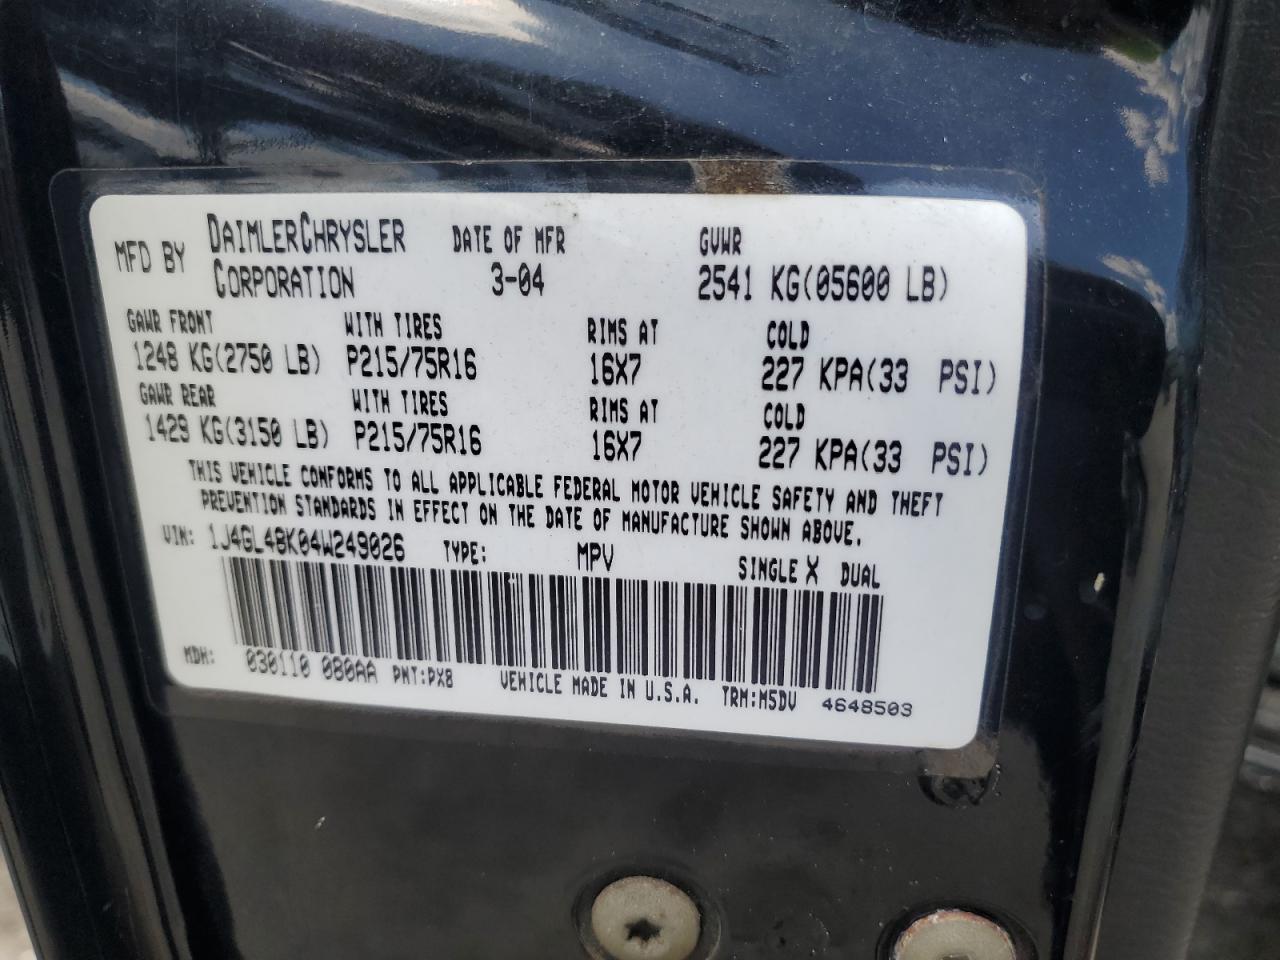 MFD BY DAIMLERCHRYSLER CORPORATION
DATE OF MFR 3-04
GVWR 2541 KG(05600 LB)
GAWR FRONT WITH TIRES RIMS AT COLD
1248 KG(2750 LB) P215/75R16 16X7 227 KPA(33 PSI)
GAWR REAR WITH TIRES RIMS AT COLD
1429 KG(3150 LB) P215/75R16 16X7 227 KPA(33 PSI)
THIS VEHICLE CONFORMS TO ALL APPLICABLE FEDERAL MOTOR VEHICLE SAFETY AND THEFT
PREVENTION STANDARDS IN EFFECT ON THE DATE OF MANUFACTURE SHOWN ABOVE.
VIN: 1J4GL48K04W249026 TYPE: MPV SINGLE X DUAL
MDH: 030110 080AA PNT:PX8 VEHICLE MADE IN U.S.A. TRM:M5DV 4648503